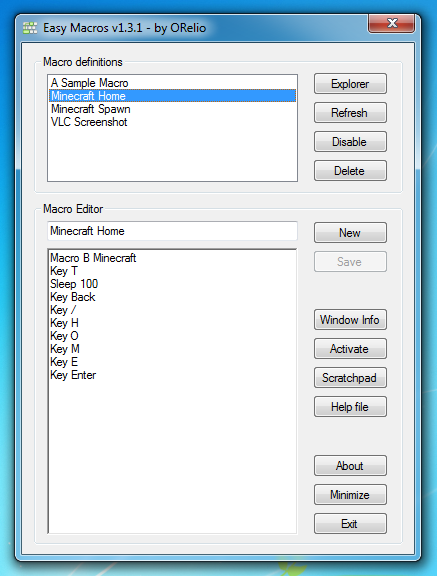 Easy Macros v1.3.1 - by ORelio
Macro definitions
A Sample Macro
Minecraft Home
Minecraft Spawn
VLC Screenshot
Explorer
Refresh
Disable
Delete
Macro Editor
Minecraft Home
New
Save
Macro B Minecraft
Key T
Sleep 100
Key Back
Key /
Key H
Key O
Key M
Key E
Key Enter
Window Info
Activate
Scratchpad
Help file
About
Minimize
Exit